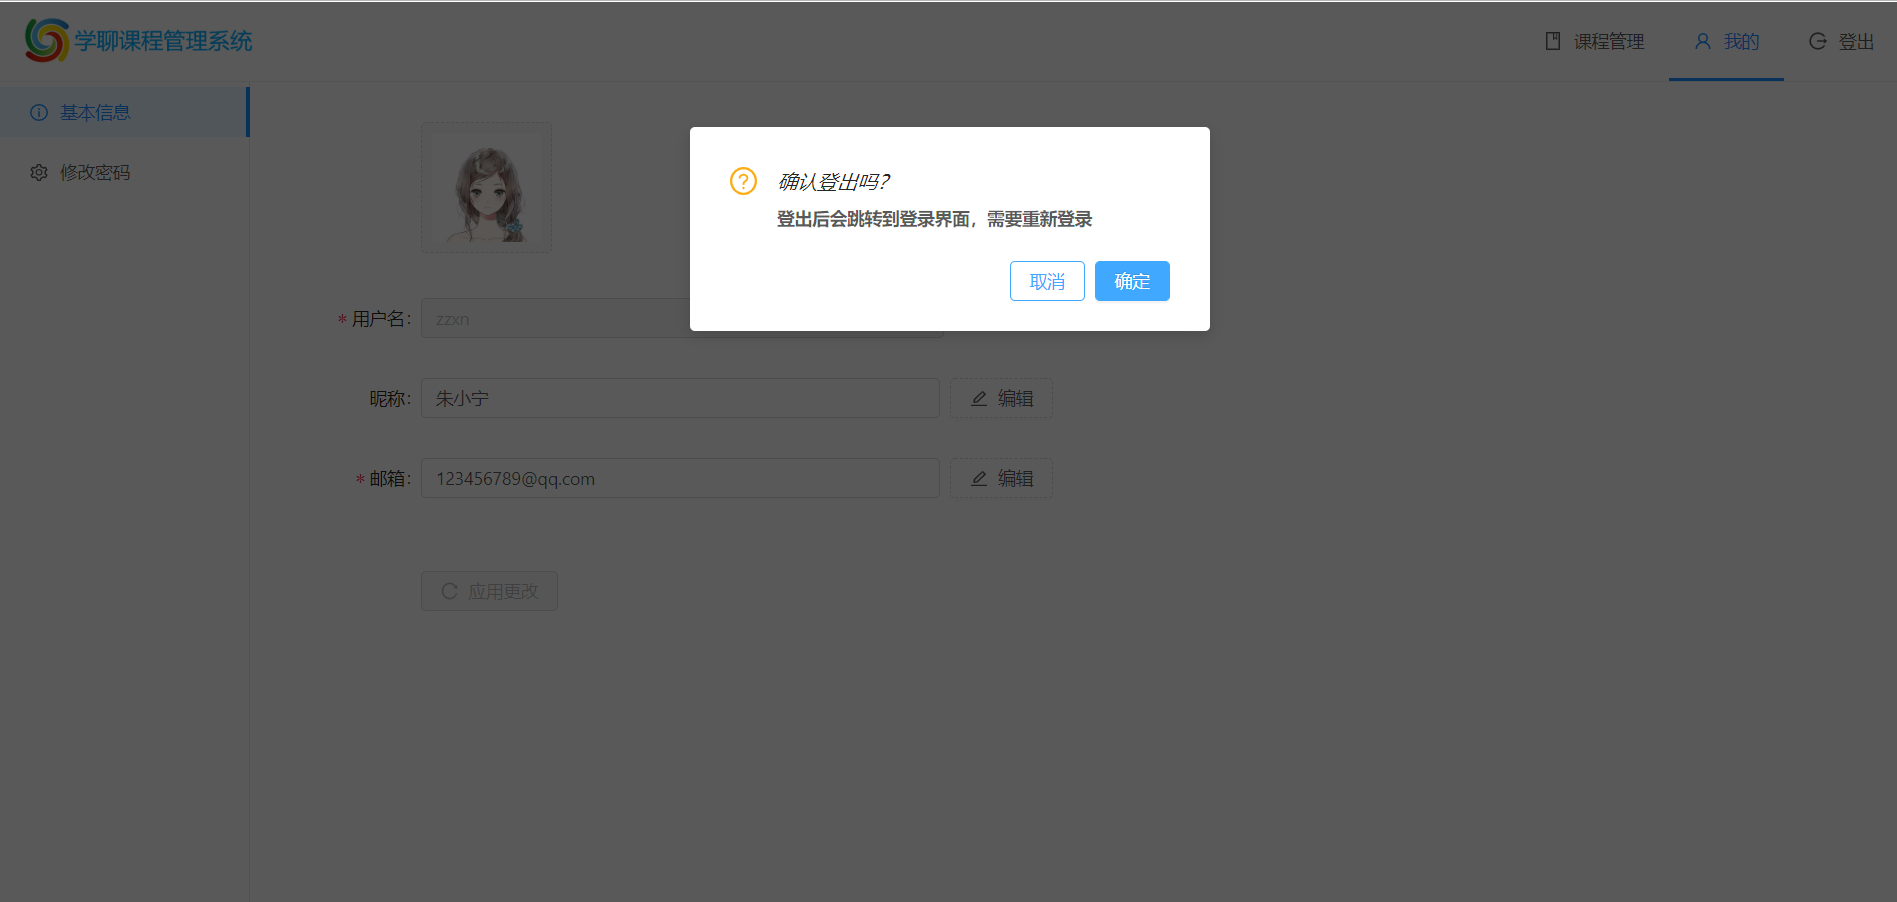 学聊课程管理系统
课程管理
我的
登出
基本信息
修改密码
确认登出吗？
登出后会跳转到登录界面，需要重新登录
取消
确定
* 用户名：
zzxn
昵称：
朱小宁
编辑
* 邮箱：
123456789@qq.com
编辑
应用更改